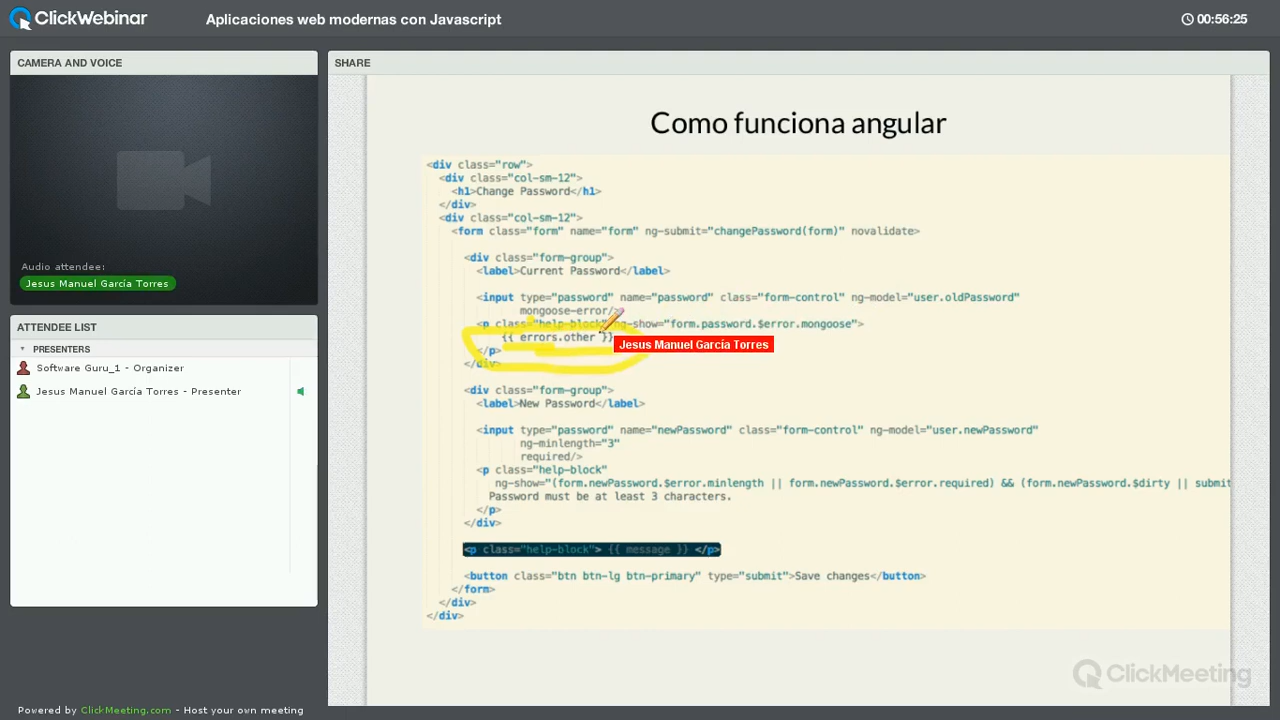 ClickWebinar
Aplicaciones web modernas con Javascript
00:56:25
CAMERA AND VOICE
Audio attendee:
Jesus Manuel García Torres
ATTENDEE LIST
PRESENTERS
Software Guru_1 - Organizer
Jesus Manuel García Torres - Presenter
Powered by ClickMeeting.com - Host your own meeting
SHARE
Como funciona angular
<div class="row">
<div class="col-sm-12">
<h1>Change Password</h1>
</div>
<div class="col-sm-12">
<form class="form" name="form" ng-submit="changePassword(form)" novalidate>
<div class="form-group">
<label>Current Password</label>
<input type="password" name="password" class="form-control" ng-model="user.oldPassword"
mongoose-error/>
<p class="help-block" ng-show="form.password.$error.mongoose">
{{ errors.other }}
Jesus Manuel García Torres
</p>
</div>
<div class="form-group">
<label>New Password</label>
<input type="password" name="newPassword" class="form-control" ng-model="user.newPassword"
ng-minlength="3"
required/>
<p class="help-block"
ng-show="(form.newPassword.$error.minlength || form.newPassword.$error.required) && (form.newPassword.$dirty || submit
Password must be at least 3 characters.
</p>
</div>
<p class="help-block"> {{ message }} </p>
<button class="btn btn-lg btn-primary" type="submit">Save changes</button>
</form>
</div>
</div>
ClickMeeting